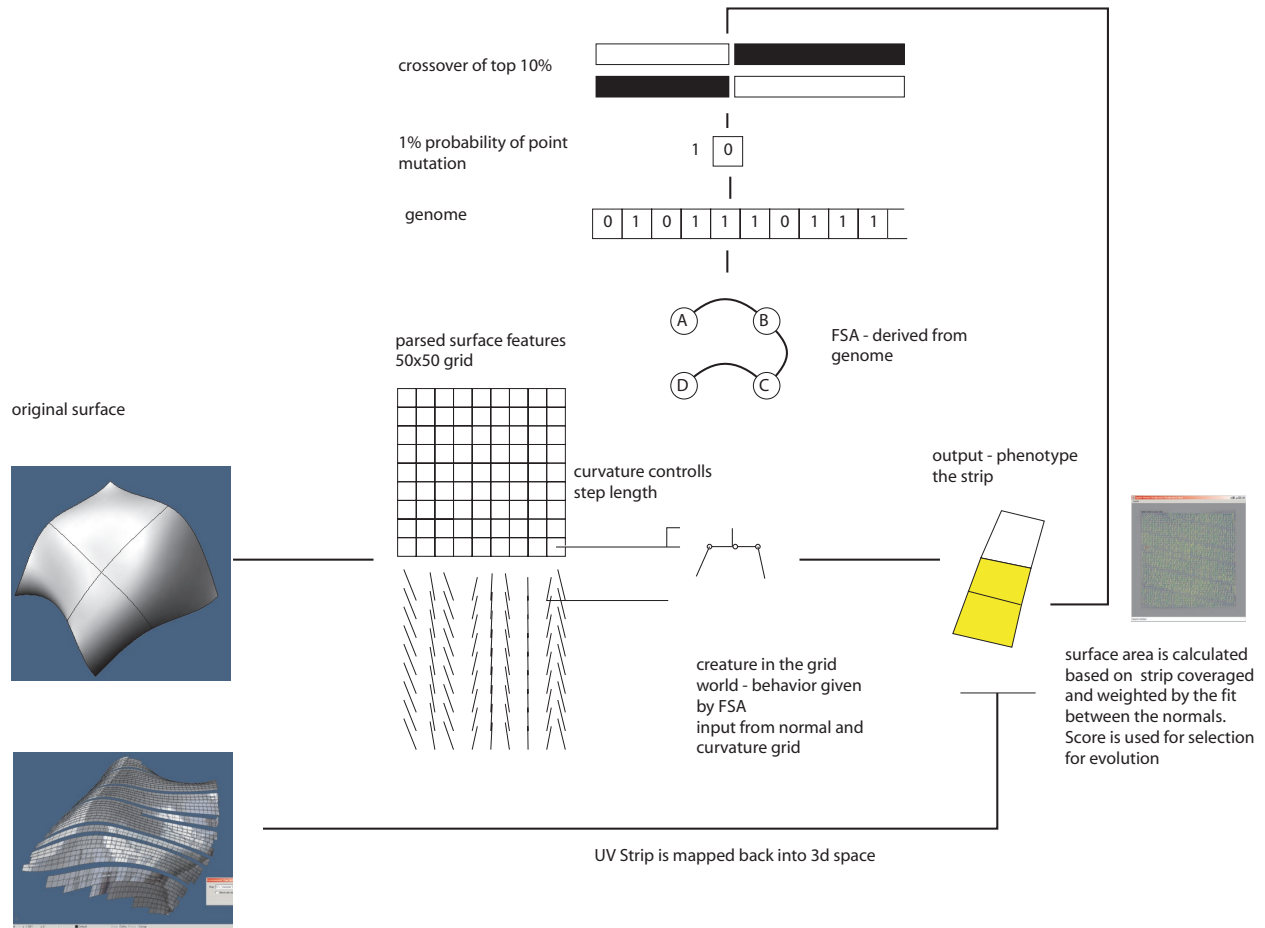 crossover of top 10%
1% probability of point
mutation
1 0
genome
0 1 0 1 1 1 0 1 1 1
A B
D C
FSA - derived from
genome
parsed surface features
50x50 grid
original surface
curvature controlls
step length
output - phenotype
the strip
creature in the grid
world - behavior given
by FSA
input from normal and
curvature grid
surface area is calculated
based on strip coveraged
and weighted by the fit
between the normals.
Score is used for selection
for evolution
UV Strip is mapped back into 3d space